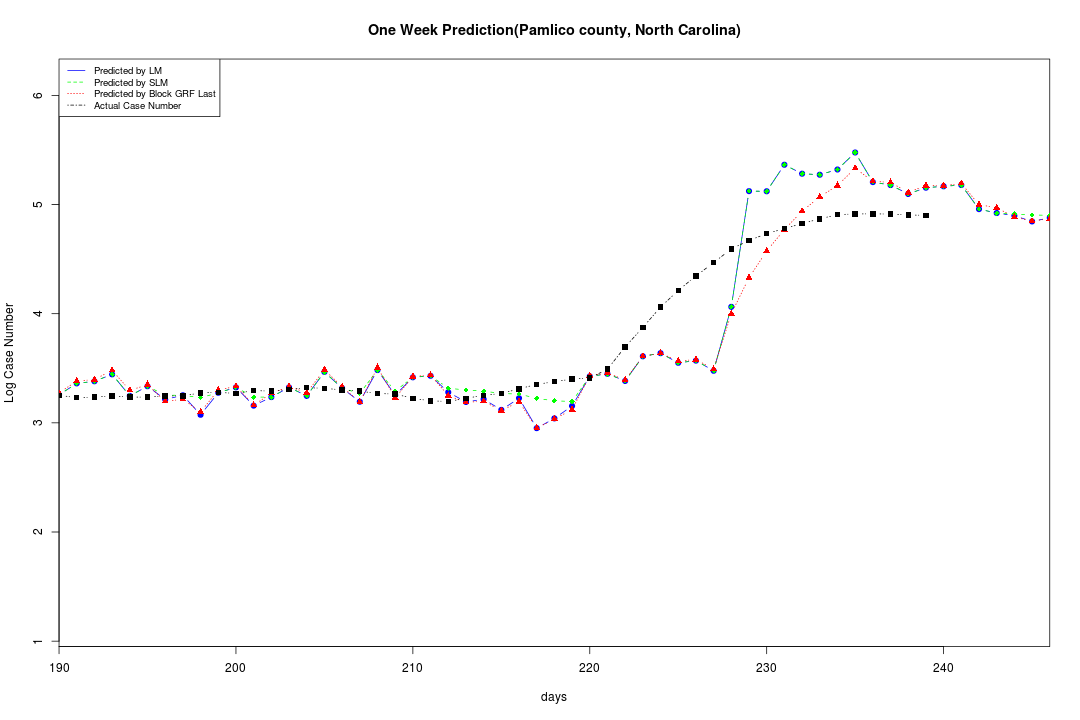 One Week Prediction(Pamlico county, North Carolina)
Predicted by LM
Predicted by SLM
Predicted by Block GRF Last
Actual Case Number
Log Case Number
6
5
4
3
2
1
190 200 210 220 230 240
days